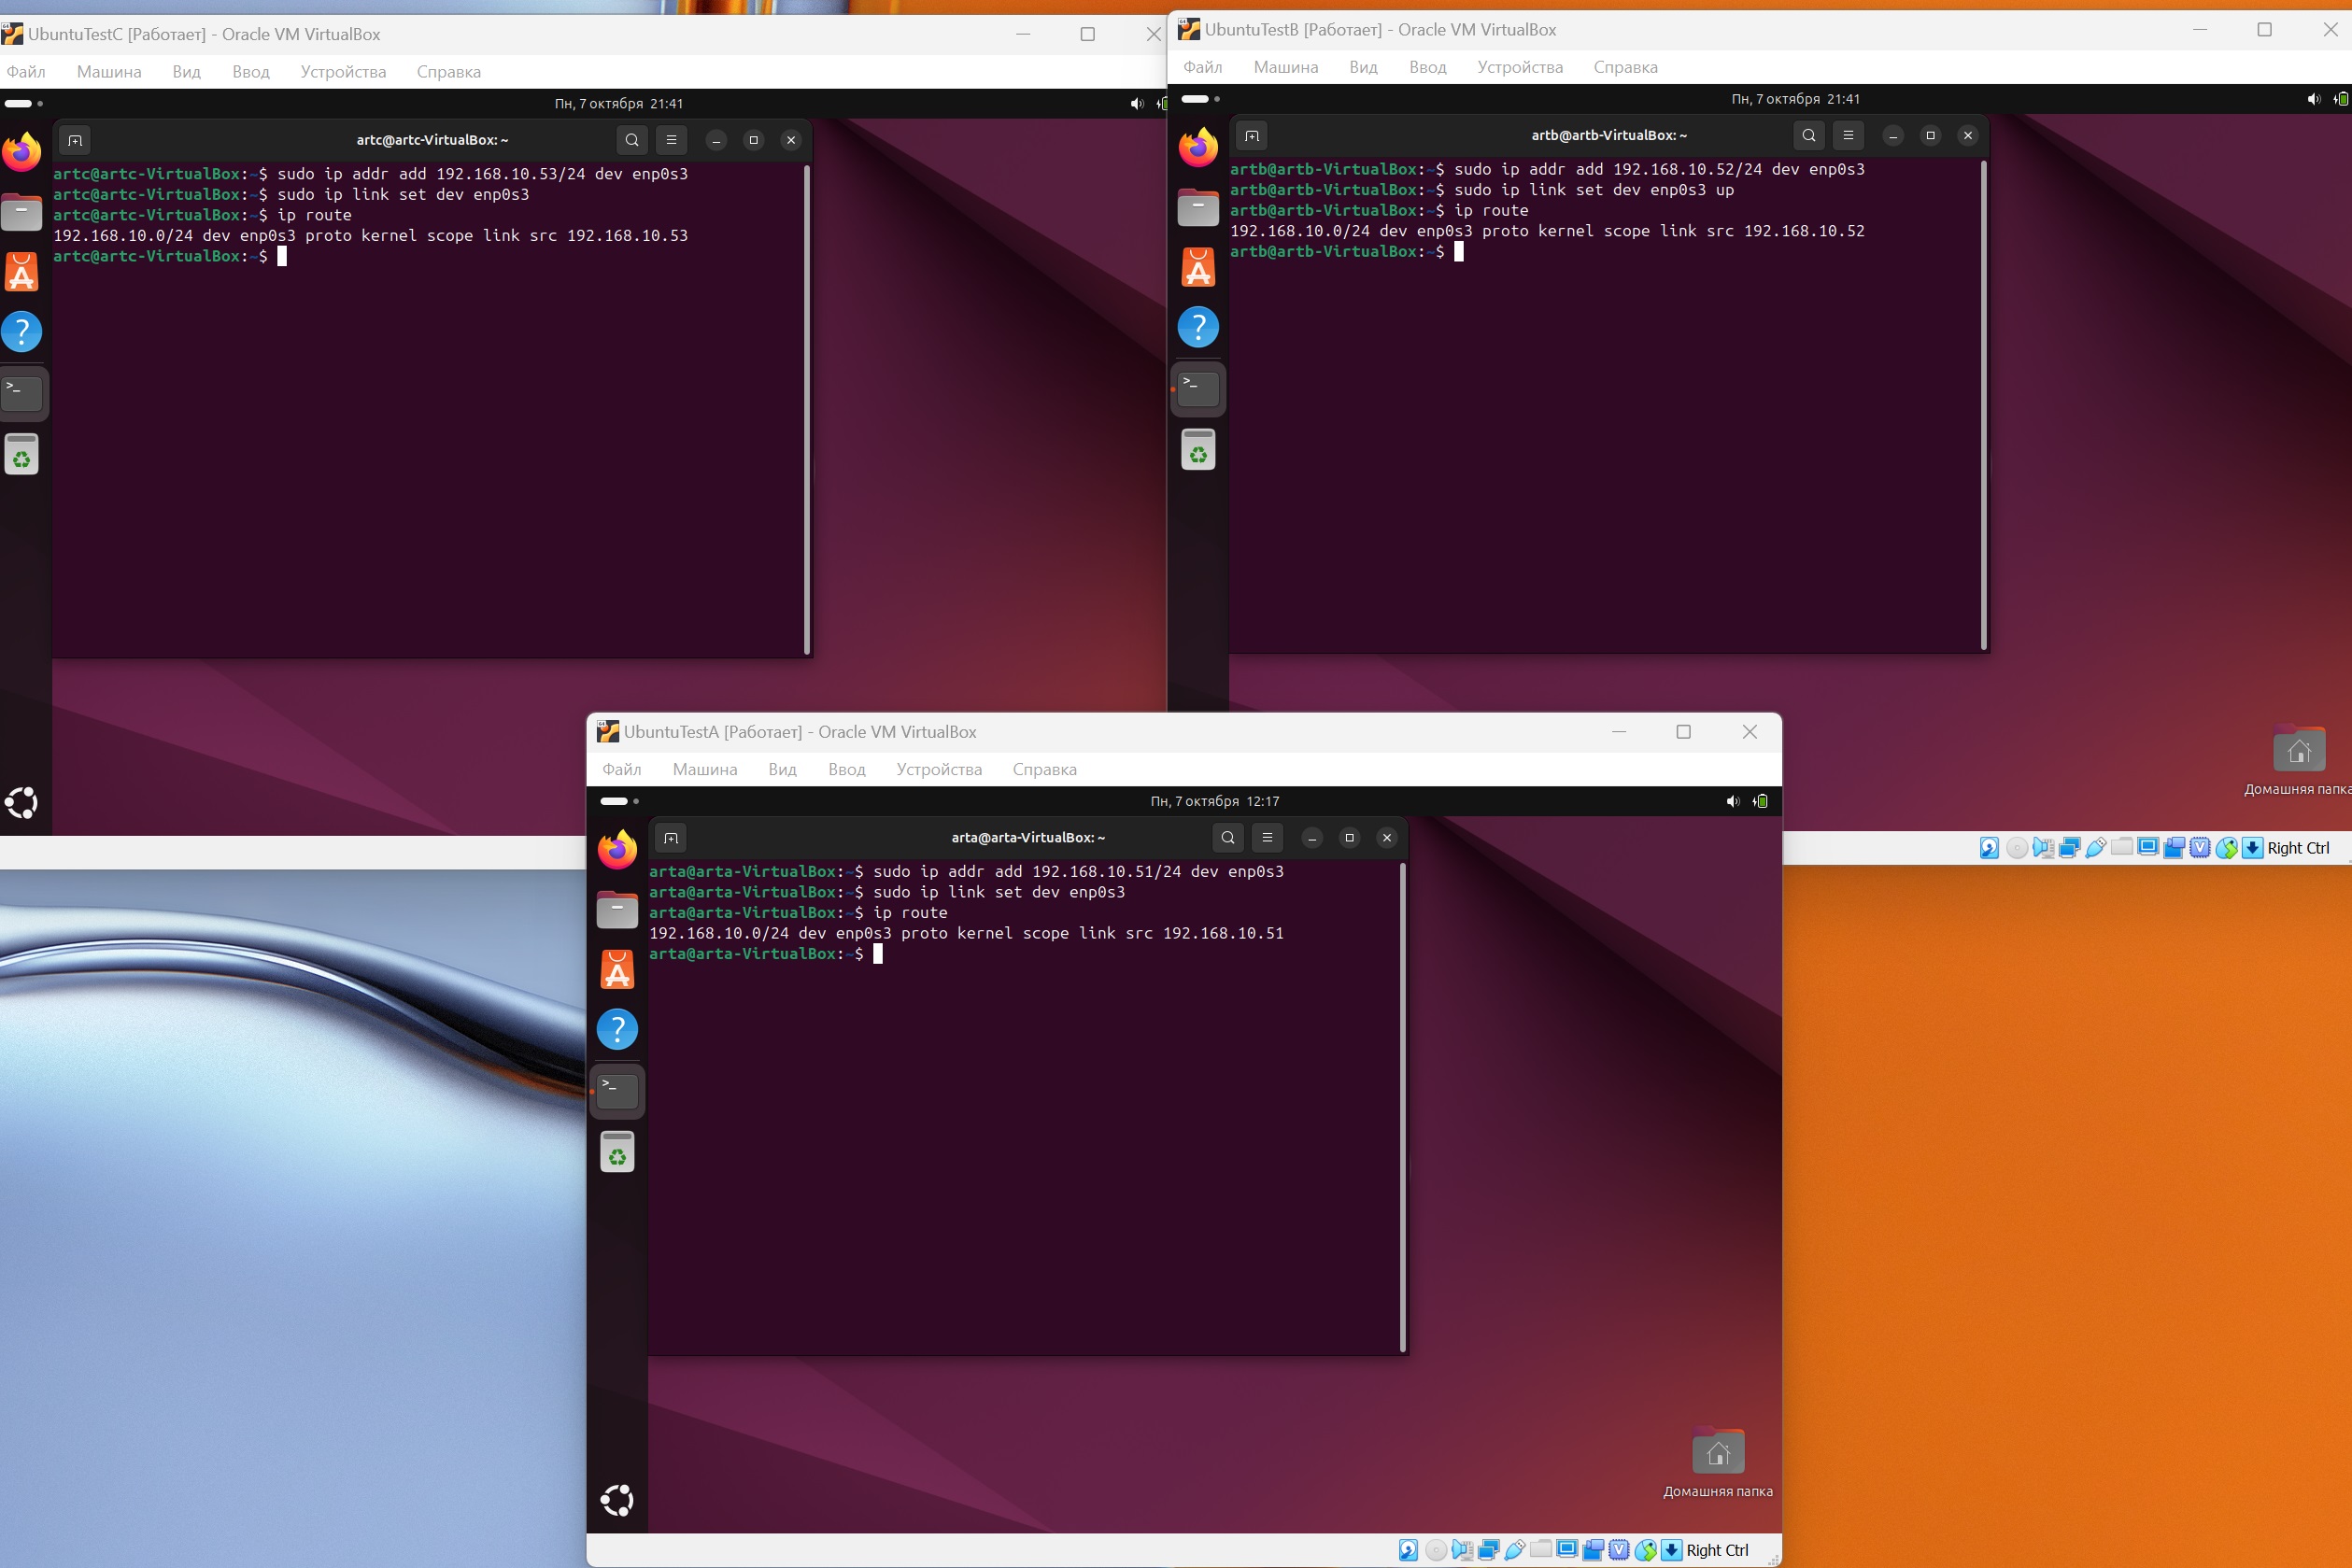 UbuntuTestC [Работает] - Oracle VM VirtualBox
Файл Машина Вид Ввод Устройства Справка
Пн, 7 октября 21:41
artc@artc-VirtualBox: ~
artc@artc-VirtualBox:~$ sudo ip addr add 192.168.10.53/24 dev enp0s3
artc@artc-VirtualBox:~$ sudo ip link set dev enp0s3
artc@artc-VirtualBox:~$ ip route
192.168.10.0/24 dev enp0s3 proto kernel scope link src 192.168.10.53
artc@artc-VirtualBox:~$
UbuntuTestB [Работает] - Oracle VM VirtualBox
Файл Машина Вид Ввод Устройства Справка
Пн, 7 октября 21:41
artb@artb-VirtualBox: ~
artb@artb-VirtualBox:~$ sudo ip addr add 192.168.10.52/24 dev enp0s3
artb@artb-VirtualBox:~$ sudo ip link set dev enp0s3 up
artb@artb-VirtualBox:~$ ip route
192.168.10.0/24 dev enp0s3 proto kernel scope link src 192.168.10.52
artb@artb-VirtualBox:~$
Домашняя папка
Right Ctrl
UbuntuTestA [Работает] - Oracle VM VirtualBox
Файл Машина Вид Ввод Устройства Справка
Пн, 7 октября 12:17
arta@arta-VirtualBox: ~
arta@arta-VirtualBox:~$ sudo ip addr add 192.168.10.51/24 dev enp0s3
arta@arta-VirtualBox:~$ sudo ip link set dev enp0s3
arta@arta-VirtualBox:~$ ip route
192.168.10.0/24 dev enp0s3 proto kernel scope link src 192.168.10.51
arta@arta-VirtualBox:~$
Домашняя папка
Right Ctrl